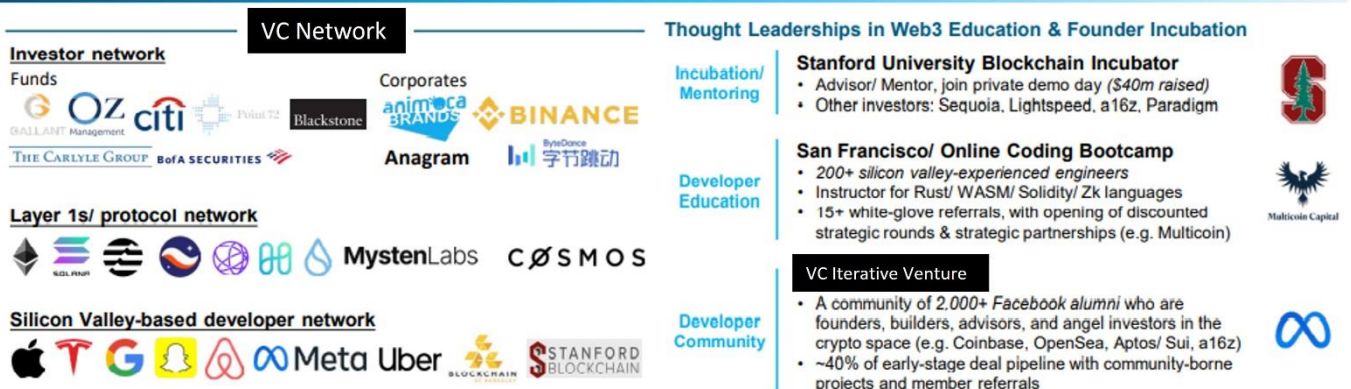 VC Network
Investor network
Funds
Corporates
GALLANT
OZ
Management
citi
Point72
Blackstone
animoca
BRANDS
BINANCE
THE CARLYLE GROUP
BofA SECURITIES
Anagram
ByteDance
字节跳动
Layer 1s/ protocol network
SOLANA
MystenLabs
CØSMOS
Silicon Valley-based developer network
Meta
Uber
BLOCKCHAIN
AT BERKELEY
STANFORD
BLOCKCHAIN
Thought Leaderships in Web3 Education & Founder Incubation
Incubation/
Mentoring
Stanford University Blockchain Incubator
• Advisor/ Mentor, join private demo day ($40m raised)
• Other investors: Sequoia, Lightspeed, a16z, Paradigm
Developer
Education
San Francisco/ Online Coding Bootcamp
• 200+ silicon valley-experienced engineers
• Instructor for Rust/ WASM/ Solidity/ Zk languages
• 15+ white-glove referrals, with opening of discounted
strategic rounds & strategic partnerships (e.g. Multicoin)
Multicoin Capital
Developer
Community
VC Iterative Venture
• A community of 2,000+ Facebook alumni who are
founders, builders, advisors, and angel investors in the
crypto space (e.g. Coinbase, OpenSea, Aptos/ Sui, a16z)
• ~40% of early-stage deal pipeline with community-borne
projects and member referrals